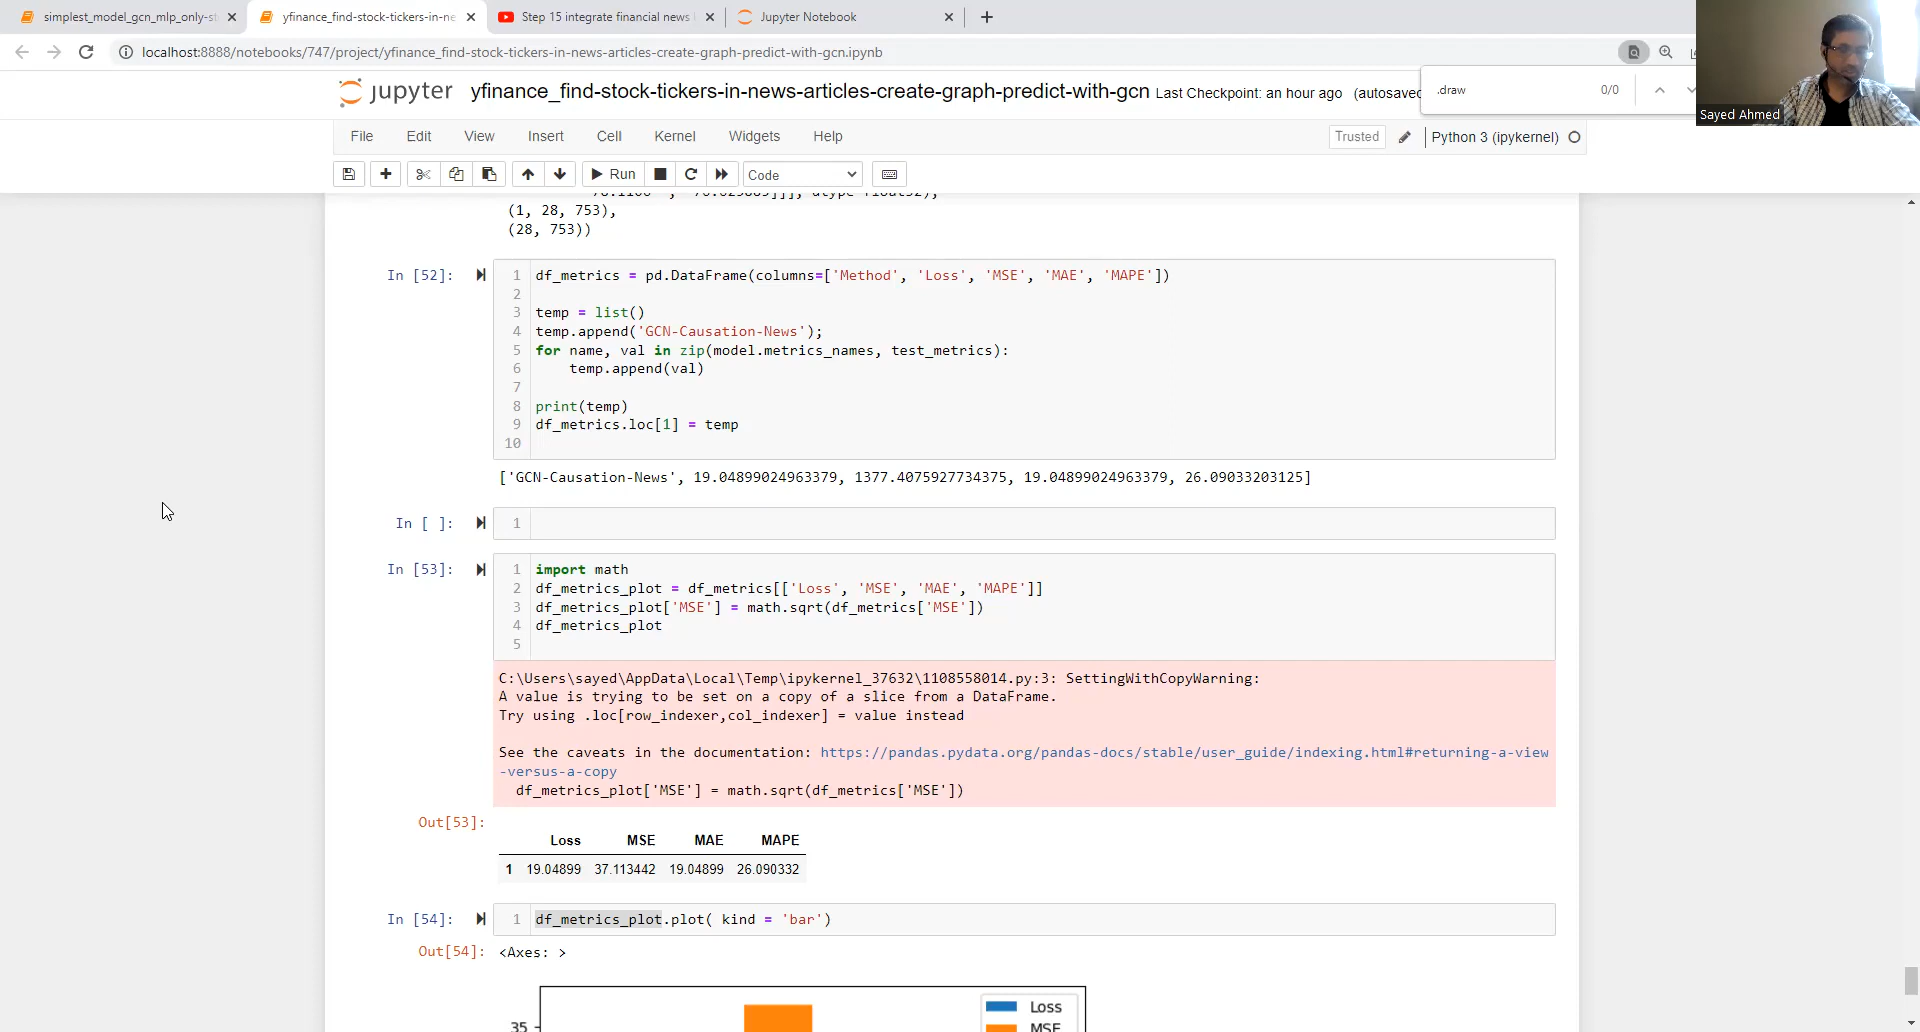 simplest_model_gcn_mlp_only-st
yfinance_find-stock-tickers-in-ne
Step 15 integrate financial news
Jupyter Notebook
localhost:8888/notebooks/747/project/yfinance_find-stock-tickers-in-news-articles-create-graph-predict-with-gcn.ipynb
.draw
0/0
Sayed Ahmed
jupyter yfinance_find-stock-tickers-in-news-articles-create-graph-predict-with-gcn Last Checkpoint: an hour ago (autosaved
File Edit View Insert Cell Kernel Widgets Help
Trusted
Python 3 (ipykernel)
Run
Code
(1, 28, 753),
(28, 753))
In [52]:
1 df_metrics = pd.DataFrame(columns=['Method', 'Loss', 'MSE', 'MAE', 'MAPE'])
2
3 temp = list()
4 temp.append('GCN-Causation-News');
5 for name, val in zip(model.metrics_names, test_metrics):
6     temp.append(val)
7
8 print(temp)
9 df_metrics.loc[1] = temp
10
['GCN-Causation-News', 19.04899024963379, 1377.4075927734375, 19.04899024963379, 26.09033203125]
In [ ]:
1
In [53]:
1 import math
2 df_metrics_plot = df_metrics[['Loss', 'MSE', 'MAE', 'MAPE']]
3 df_metrics_plot['MSE'] = math.sqrt(df_metrics['MSE'])
4 df_metrics_plot
5
C:\Users\sayed\AppData\Local\Temp\ipykernel_37632\1108558014.py:3: SettingWithCopyWarning:
A value is trying to be set on a copy of a slice from a DataFrame.
Try using .loc[row_indexer,col_indexer] = value instead
See the caveats in the documentation: https://pandas.pydata.org/pandas-docs/stable/user_guide/indexing.html#returning-a-view
-versus-a-copy
df_metrics_plot['MSE'] = math.sqrt(df_metrics['MSE'])
Out[53]:
Loss MSE MAE MAPE
1 19.04899 37.113442 19.04899 26.090332
In [54]:
1 df_metrics_plot.plot( kind = 'bar')
Out[54]: <Axes: >
Loss
MSE
35